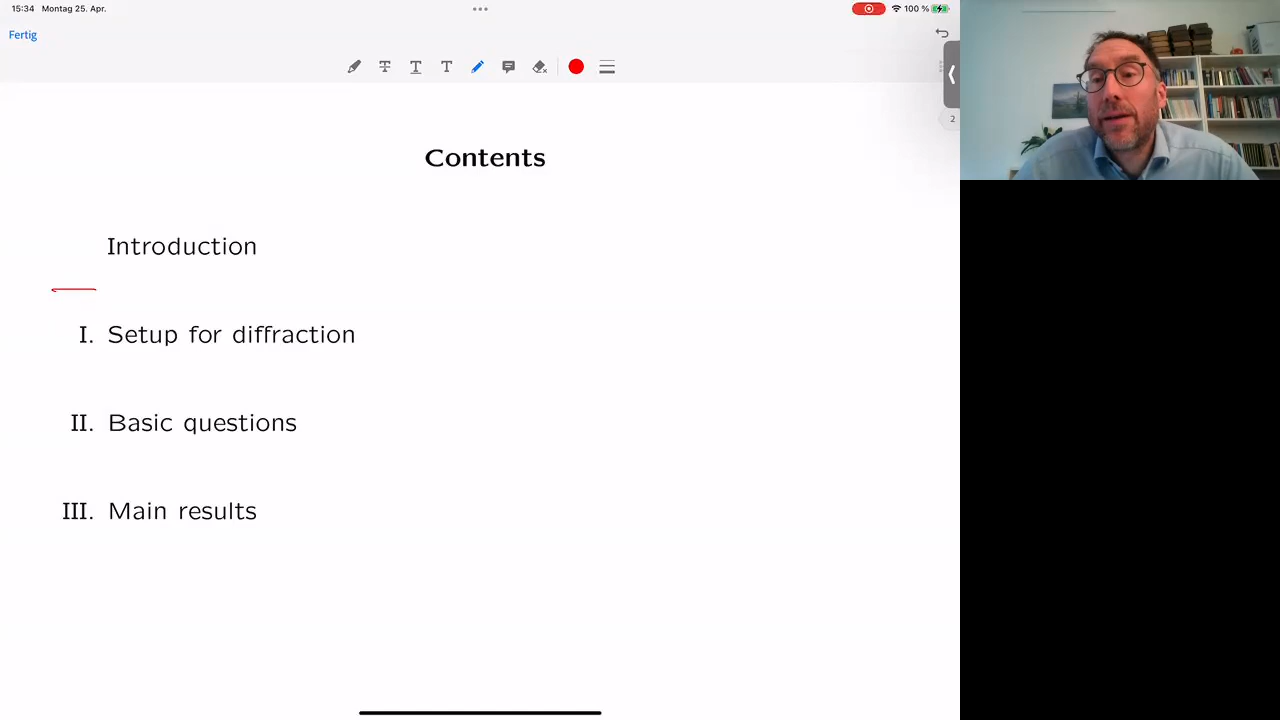 15:34 Montag 25. Apr.
100 %
Fertig
2
Contents
Introduction
I. Setup for diffraction
II. Basic questions
III. Main results